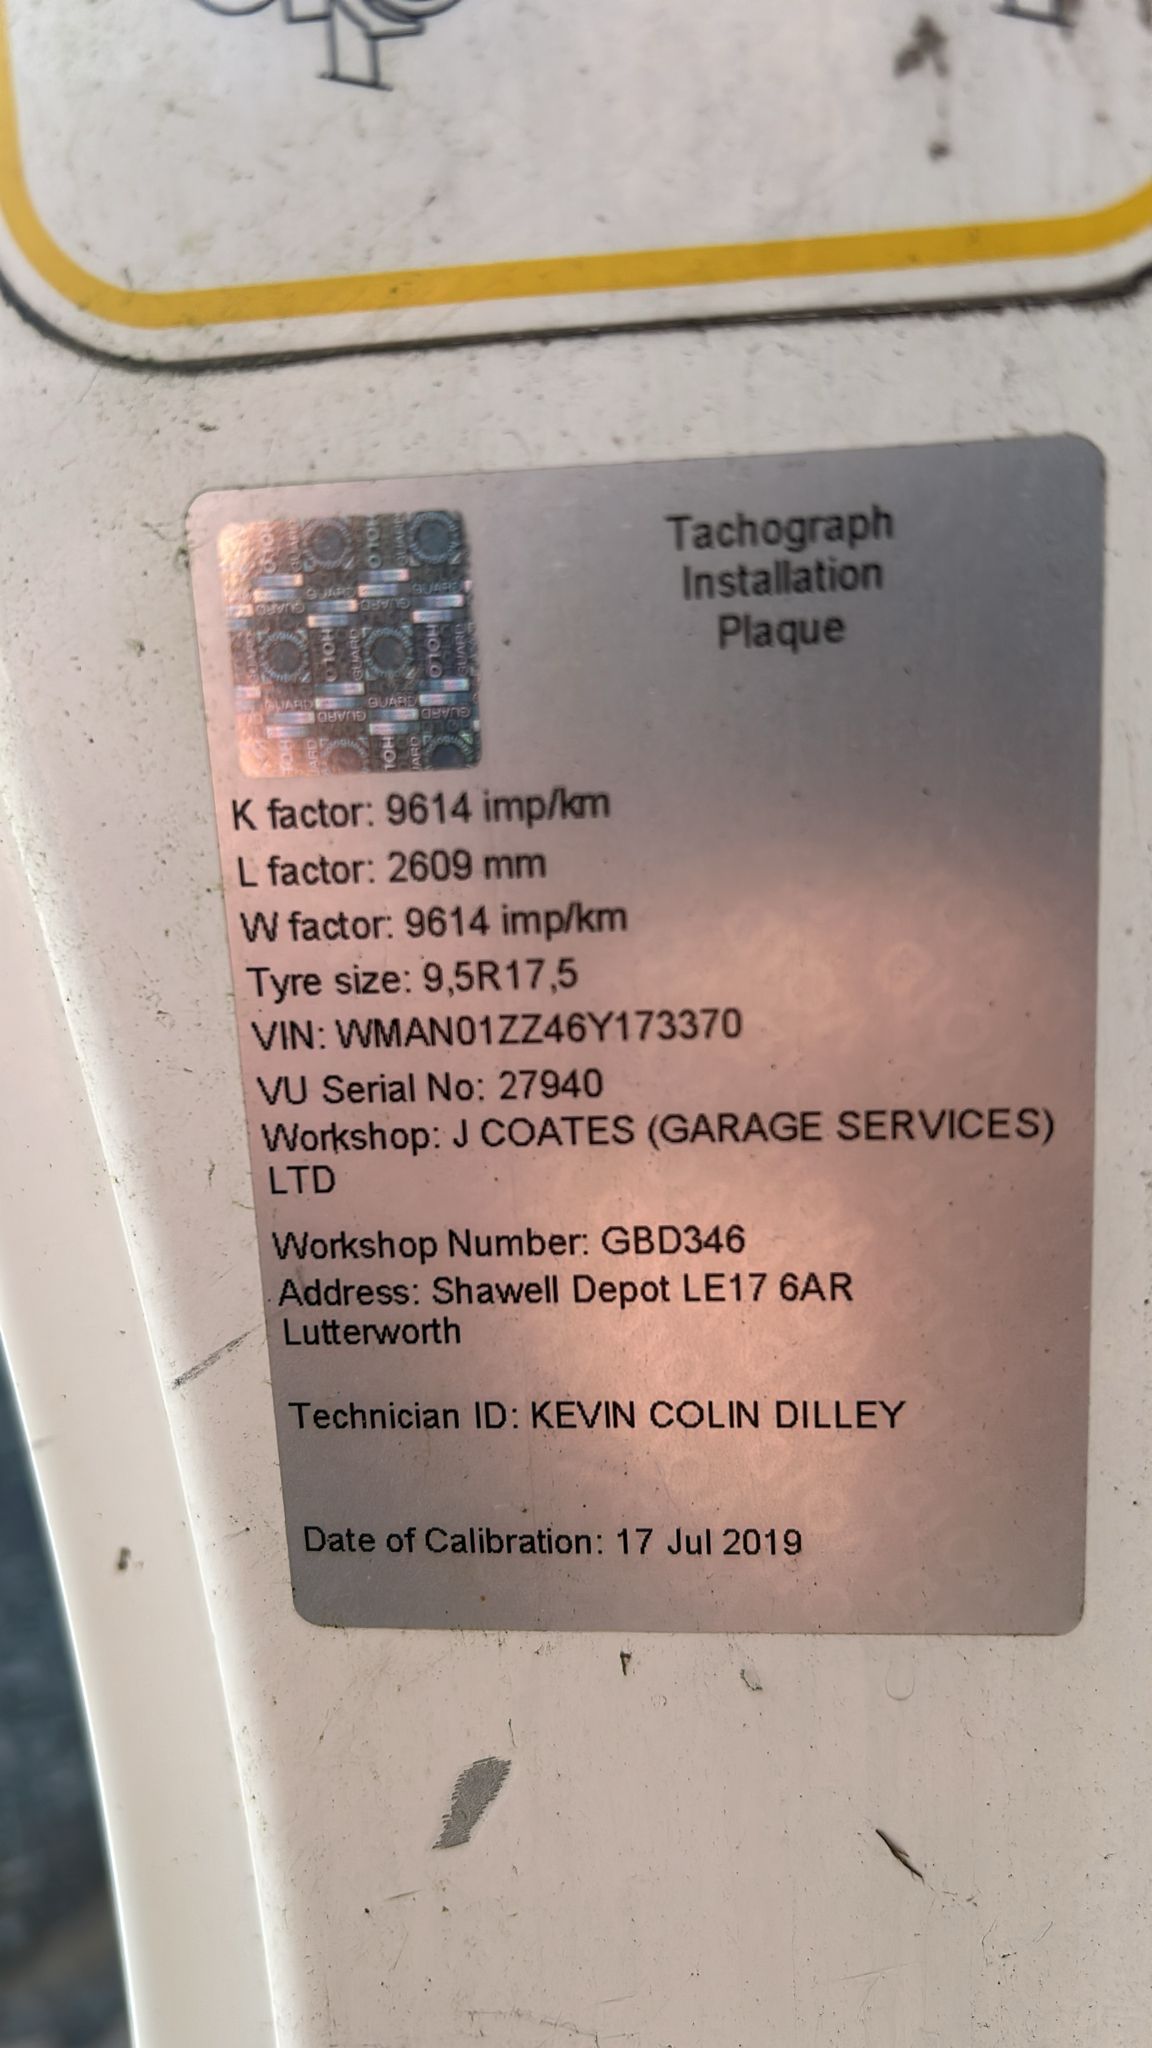 Tachograph
Installation
Plaque
K factor: 9614 imp/km
L factor: 2609 mm
W factor: 9614 imp/km
Tyre size: 9,5R17,5
VIN: WMAN01ZZ46Y173370
VU Serial No: 27940
Workshop: J COATES (GARAGE SERVICES)
LTD
Workshop Number: GBD346
Address: Shawell Depot LE17 6AR
Lutterworth
Technician ID: KEVIN COLIN DILLEY
Date of Calibration: 17 Jul 2019